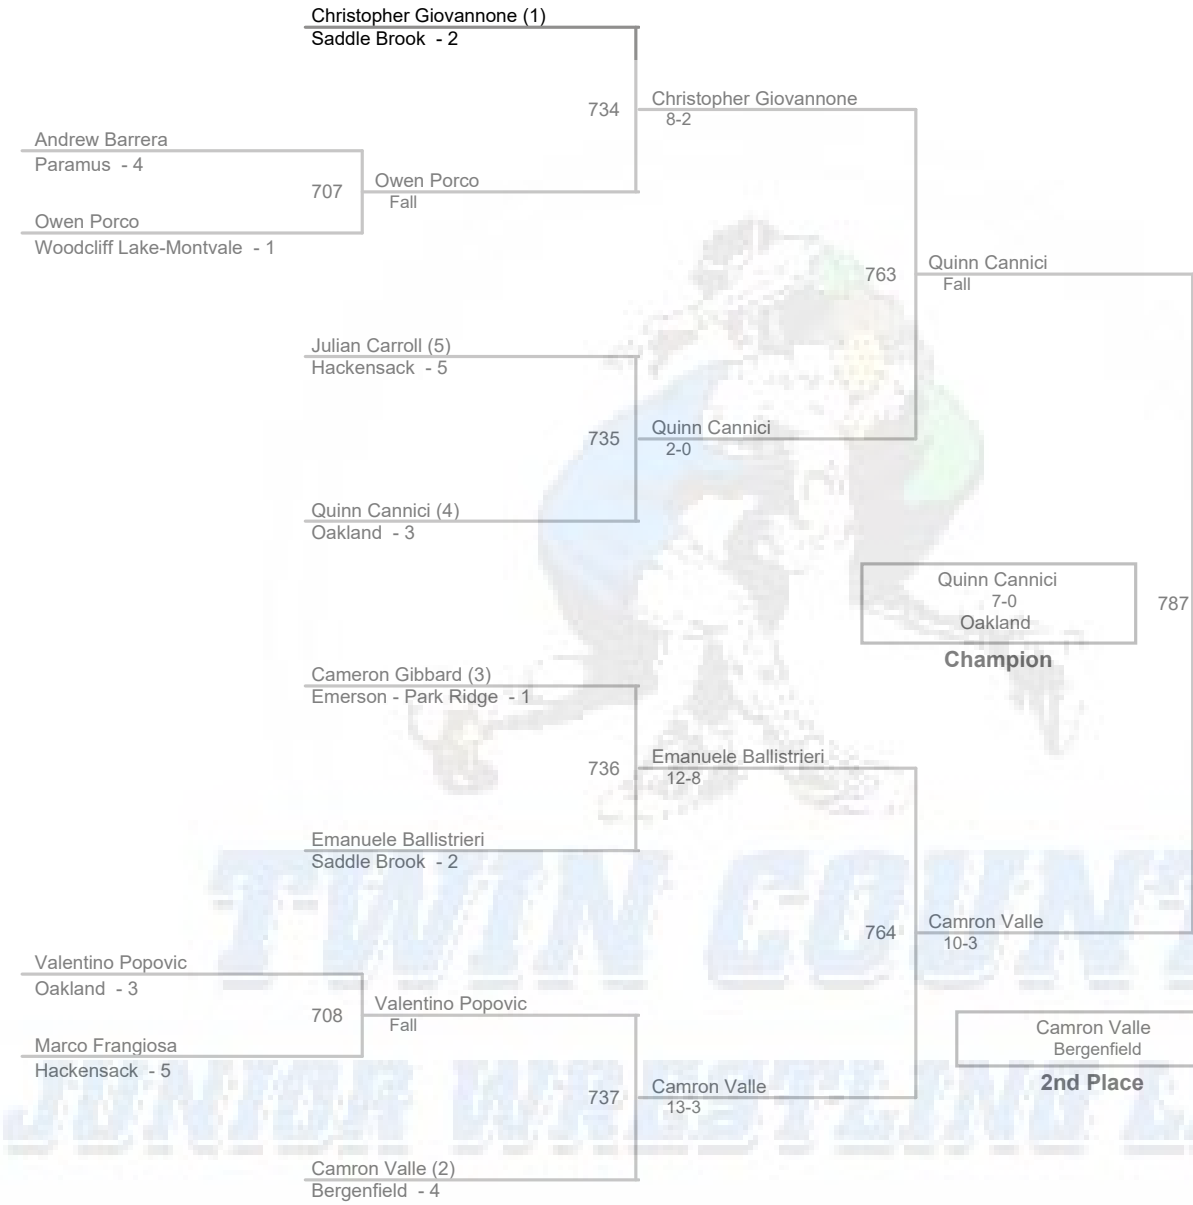 Christopher Giovannone (1)
Saddle Brook - 2
734
Christopher Giovannone
8-2
Andrew Barrera
Paramus - 4
707
Owen Porco
Fall
Owen Porco
Woodcliff Lake-Montvale - 1
763
Quinn Cannici
Fall
Julian Carroll (5)
Hackensack - 5
735
Quinn Cannici
2-0
Quinn Cannici (4)
Oakland - 3
Quinn Cannici
7-0
Oakland
787
Champion
Cameron Gibbard (3)
Emerson - Park Ridge - 1
736
Emanuele Ballistrieri
12-8
Emanuele Ballistrieri
Saddle Brook - 2
TWIN COUNT
764
Camron Valle
10-3
Valentino Popovic
Oakland - 3
708
Valentino Popovic
Fall
Marco Frangiosa
Hackensack - 5
Camron Valle
Bergenfield
2nd Place
737
Camron Valle
13-3
JUNIOR WRESTLING
Camron Valle (2)
Bergenfield - 4